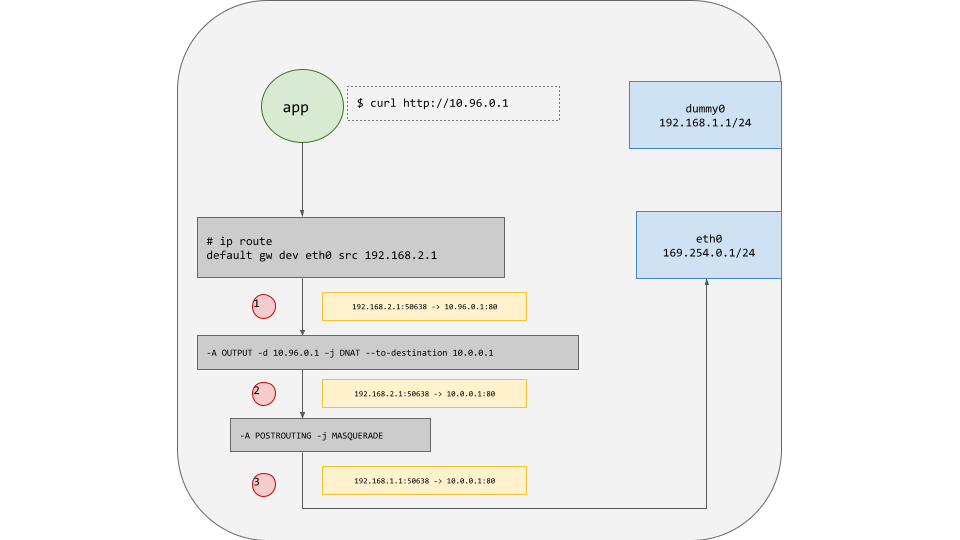 app
$ curl http://10.96.0.1
dummy0
192.168.1.1/24
# ip route
default gw dev eth0 src 192.168.2.1
eth0
169.254.0.1/24
1
192.168.2.1:50638 -> 10.96.0.1:80
-A OUTPUT -d 10.96.0.1 –j DNAT --to-destination 10.0.0.1
2
192.168.2.1:50638 -> 10.0.0.1:80
-A POSTROUTING -j MASQUERADE
3
192.168.1.1:50638 -> 10.0.0.1:80